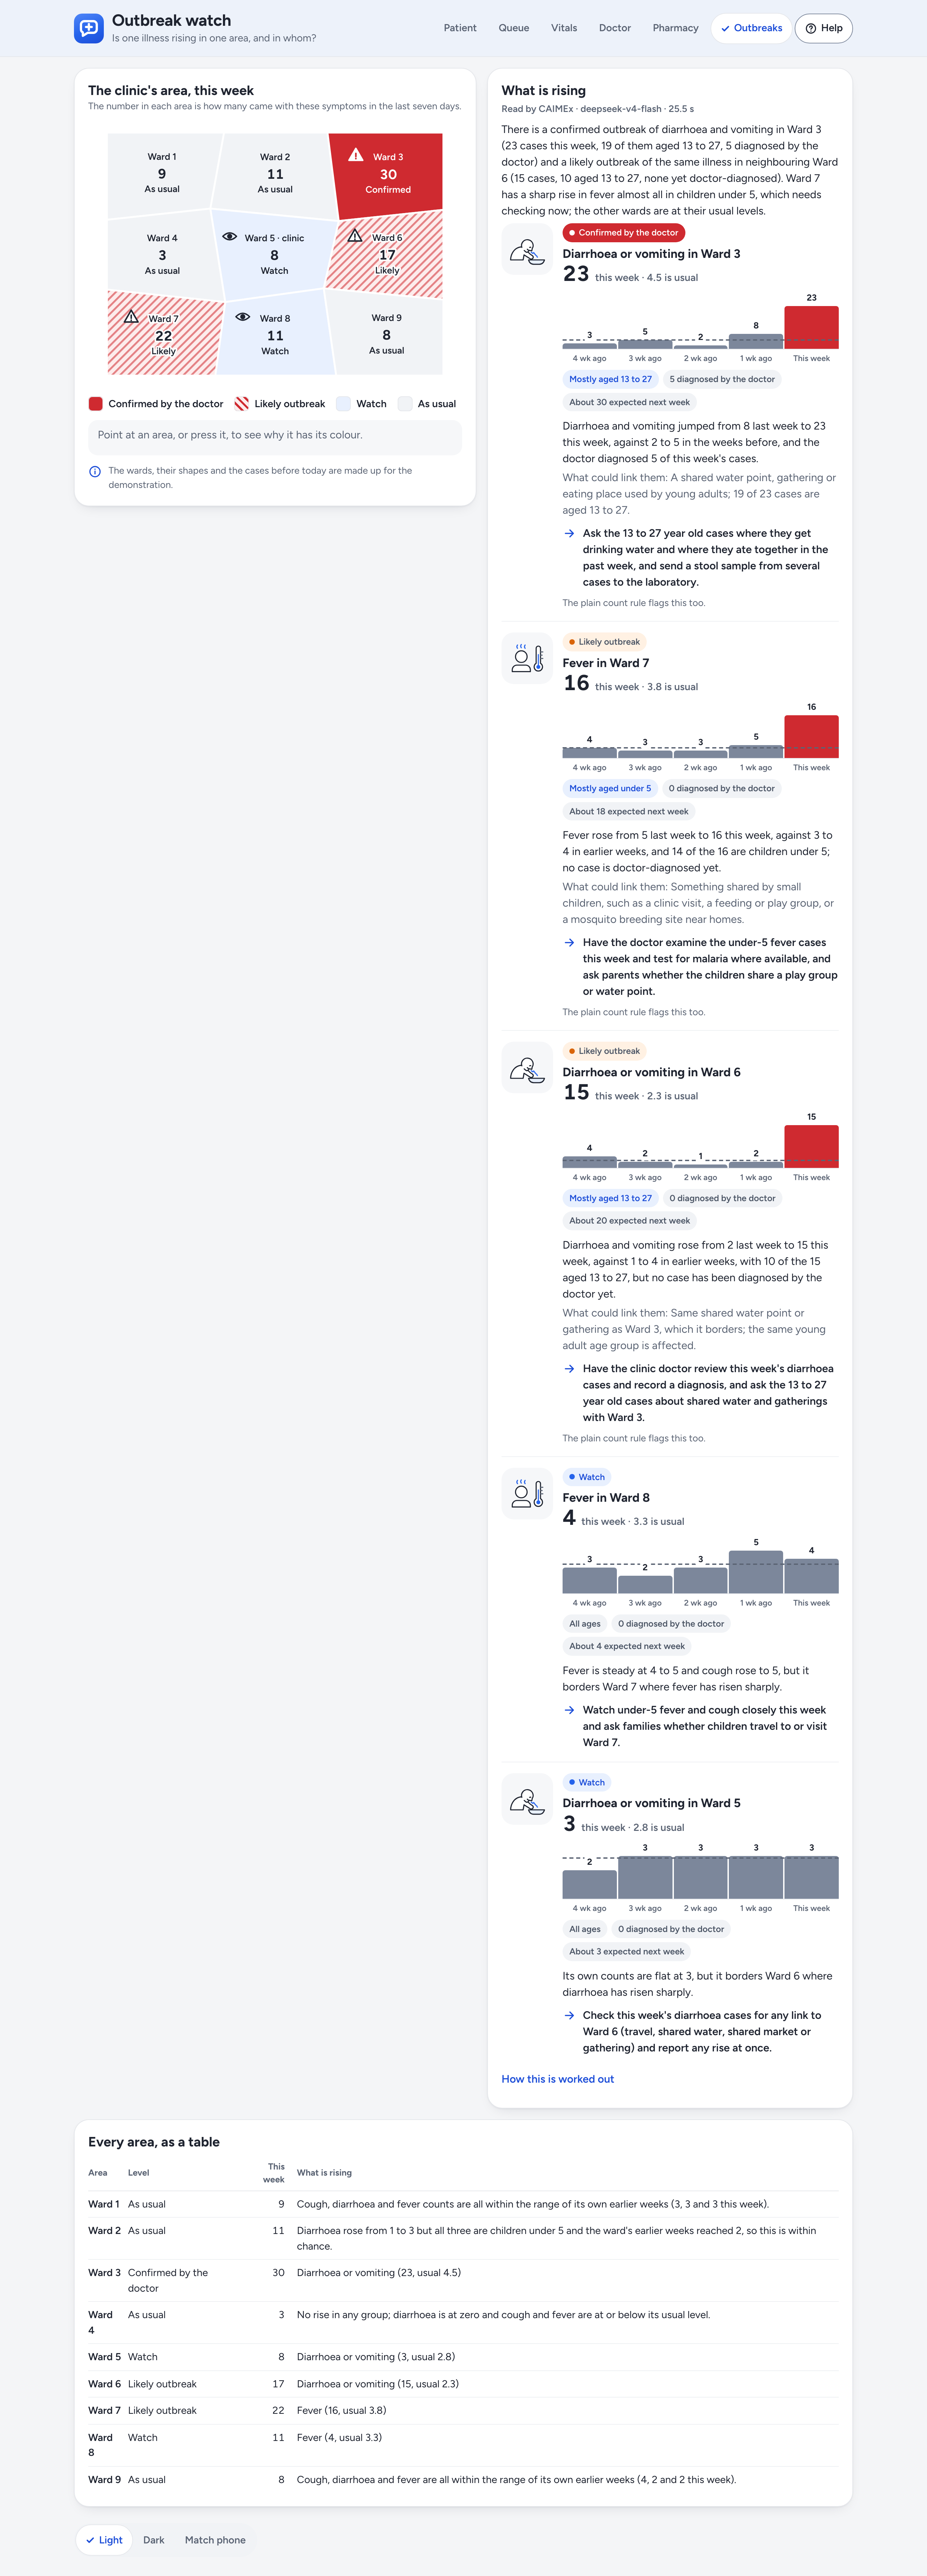 Outbreak watch
Is one illness rising in one area, and in whom?
Patient
Queue
Vitals
Doctor
Pharmacy
Outbreaks
Help
The clinic's area, this week
The number in each area is how many came with these symptoms in the last seven days.
Ward 1
9
As usual
Ward 2
11
As usual
Ward 3
30
Confirmed
Ward 4
3
As usual
Ward 5 · clinic
8
Watch
Ward 6
17
Likely
Ward 7
22
Likely
Ward 8
11
Watch
Ward 9
8
As usual
Confirmed by the doctor
Likely outbreak
Watch
As usual
Point at an area, or press it, to see why it has its colour.
The wards, their shapes and the cases before today are made up for the
demonstration.
What is rising
Read by CAIMEx · deepseek-v4-flash · 25.5 s
There is a confirmed outbreak of diarrhoea and vomiting in Ward 3
(23 cases this week, 19 of them aged 13 to 27, 5 diagnosed by the
doctor) and a likely outbreak of the same illness in neighbouring Ward
6 (15 cases, 10 aged 13 to 27, none yet doctor-diagnosed). Ward 7
has a sharp rise in fever almost all in children under 5, which needs
checking now; the other wards are at their usual levels.
Confirmed by the doctor
Diarrhoea or vomiting in Ward 3
23 this week · 4.5 is usual
3
5
2
8
23
4 wk ago
3 wk ago
2 wk ago
1 wk ago
This week
Mostly aged 13 to 27
5 diagnosed by the doctor
About 30 expected next week
Diarrhoea and vomiting jumped from 8 last week to 23
this week, against 2 to 5 in the weeks before, and the
doctor diagnosed 5 of this week's cases.
What could link them: A shared water point, gathering or
eating place used by young adults; 19 of 23 cases are
aged 13 to 27.
Ask the 13 to 27 year old cases where they get
drinking water and where they ate together in the
past week, and send a stool sample from several
cases to the laboratory.
The plain count rule flags this too.
Likely outbreak
Fever in Ward 7
16 this week · 3.8 is usual
4
3
3
5
16
4 wk ago
3 wk ago
2 wk ago
1 wk ago
This week
Mostly aged under 5
0 diagnosed by the doctor
About 18 expected next week
Fever rose from 5 last week to 16 this week, against 3 to
4 in earlier weeks, and 14 of the 16 are children under 5;
no case is doctor-diagnosed yet.
What could link them: Something shared by small
children, such as a clinic visit, a feeding or play group, or
a mosquito breeding site near homes.
Have the doctor examine the under-5 fever cases
this week and test for malaria where available, and
ask parents whether the children share a play group
or water point.
The plain count rule flags this too.
Likely outbreak
Diarrhoea or vomiting in Ward 6
15 this week · 2.3 is usual
4
2
1
2
15
4 wk ago
3 wk ago
2 wk ago
1 wk ago
This week
Mostly aged 13 to 27
0 diagnosed by the doctor
About 20 expected next week
Diarrhoea and vomiting rose from 2 last week to 15 this
week, against 1 to 4 in earlier weeks, with 10 of the 15
aged 13 to 27, but no case has been diagnosed by the
doctor yet.
What could link them: Same shared water point or
gathering as Ward 3, which it borders; the same young
adult age group is affected.
Have the clinic doctor review this week's diarrhoea
cases and record a diagnosis, and ask the 13 to 27
year old cases about shared water and gatherings
with Ward 3.
The plain count rule flags this too.
Watch
Fever in Ward 8
4 this week · 3.3 is usual
3
2
3
5
4
4 wk ago
3 wk ago
2 wk ago
1 wk ago
This week
All ages
0 diagnosed by the doctor
About 4 expected next week
Fever is steady at 4 to 5 and cough rose to 5, but it
borders Ward 7 where fever has risen sharply.
Watch under-5 fever and cough closely this week
and ask families whether children travel to or visit
Ward 7.
Watch
Diarrhoea or vomiting in Ward 5
3 this week · 2.8 is usual
2
3
3
3
3
4 wk ago
3 wk ago
2 wk ago
1 wk ago
This week
All ages
0 diagnosed by the doctor
About 3 expected next week
Its own counts are flat at 3, but it borders Ward 6 where
diarrhoea has risen sharply.
Check this week's diarrhoea cases for any link to
Ward 6 (travel, shared water, shared market or
gathering) and report any rise at once.
How this is worked out
Every area, as a table
Area Level This week What is rising
Ward 1 As usual 9 Cough, diarrhoea and fever counts are all within the range of its own earlier weeks (3, 3 and 3 this week).
Ward 2 As usual 11 Diarrhoea rose from 1 to 3 but all three are children under 5 and the ward's earlier weeks reached 2, so this is within
chance.
Ward 3 Confirmed by the doctor 30 Diarrhoea or vomiting (23, usual 4.5)
Ward 4 As usual 3 No rise in any group; diarrhoea is at zero and cough and fever are at or below its usual level.
Ward 5 Watch 8 Diarrhoea or vomiting (3, usual 2.8)
Ward 6 Likely outbreak 17 Diarrhoea or vomiting (15, usual 2.3)
Ward 7 Likely outbreak 22 Fever (16, usual 3.8)
Ward 8 Watch 11 Fever (4, usual 3.3)
Ward 9 As usual 8 Cough, diarrhoea and fever are all within the range of its own earlier weeks (4, 2 and 2 this week).
Light
Dark
Match phone